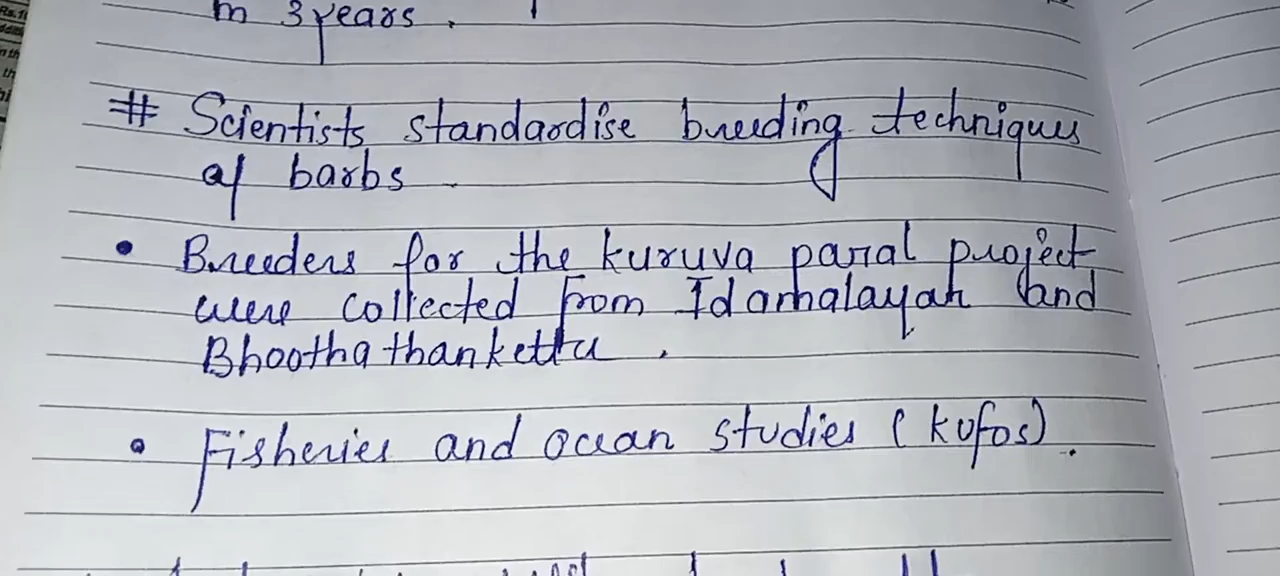 in 3 years.
# Scientists standardise breeding techniques
of barbs
• Breeders for the kuruva paral project
were collected from Idamalayah and
Bhoothathankettu.
• Fisheries and ocean studies (kufos).